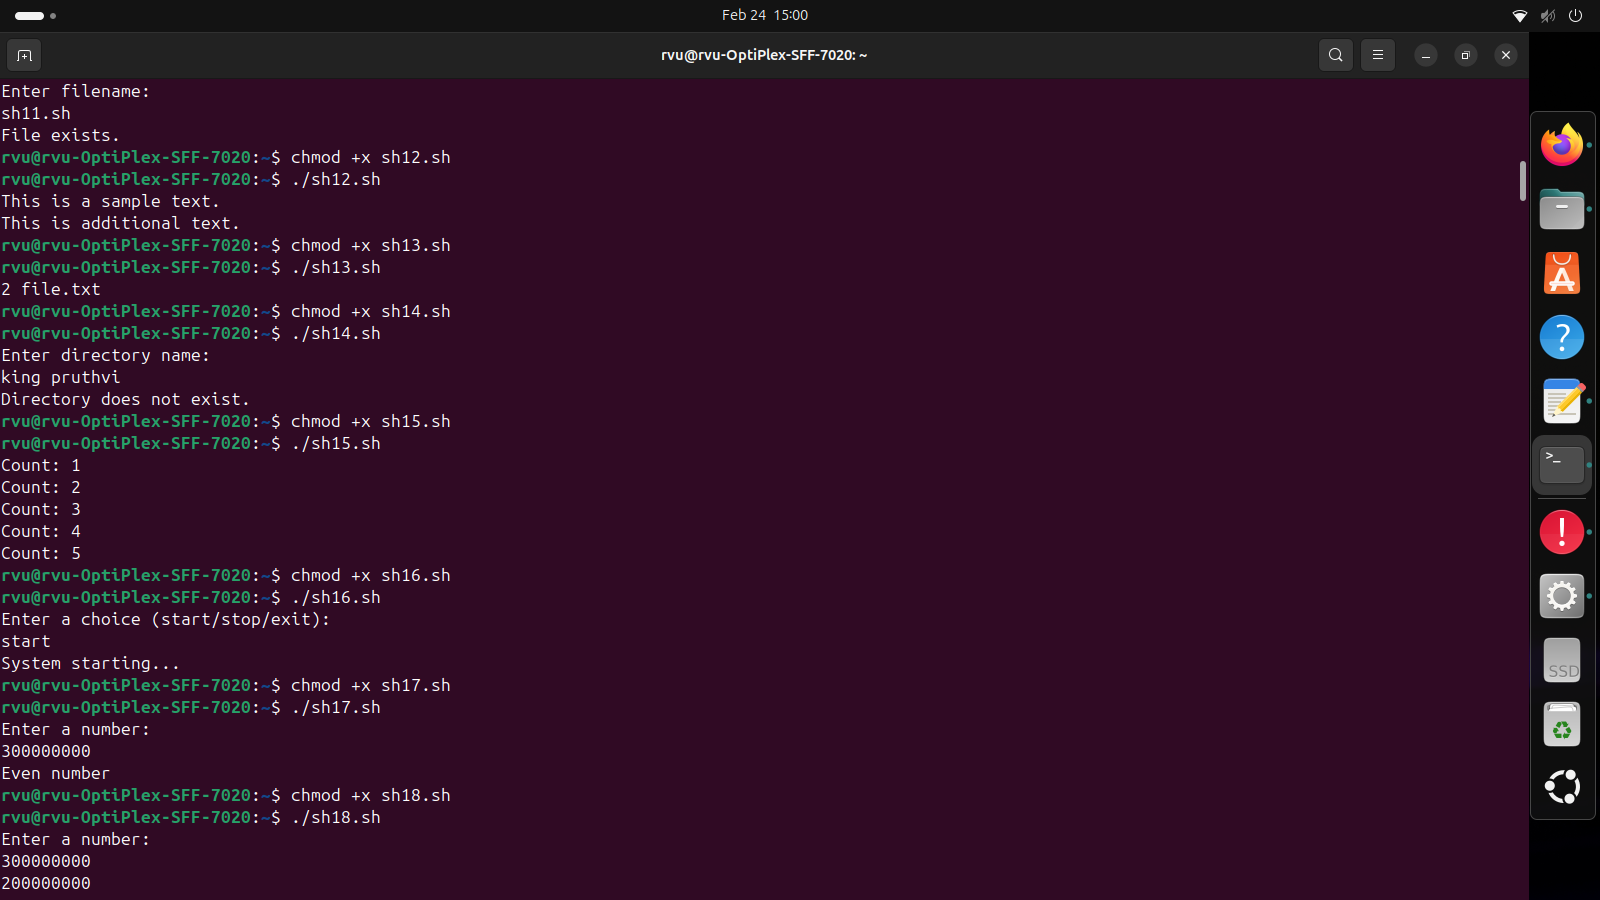 Feb 24 15:00
rvu@rvu-OptiPlex-SFF-7020: ~
Enter filename:
sh11.sh
File exists.
rvu@rvu-OptiPlex-SFF-7020:~$ chmod +x sh12.sh
rvu@rvu-OptiPlex-SFF-7020:~$ ./sh12.sh
This is a sample text.
This is additional text.
rvu@rvu-OptiPlex-SFF-7020:~$ chmod +x sh13.sh
rvu@rvu-OptiPlex-SFF-7020:~$ ./sh13.sh
2 file.txt
rvu@rvu-OptiPlex-SFF-7020:~$ chmod +x sh14.sh
rvu@rvu-OptiPlex-SFF-7020:~$ ./sh14.sh
Enter directory name:
king pruthvi
Directory does not exist.
rvu@rvu-OptiPlex-SFF-7020:~$ chmod +x sh15.sh
rvu@rvu-OptiPlex-SFF-7020:~$ ./sh15.sh
Count: 1
Count: 2
Count: 3
Count: 4
Count: 5
rvu@rvu-OptiPlex-SFF-7020:~$ chmod +x sh16.sh
rvu@rvu-OptiPlex-SFF-7020:~$ ./sh16.sh
Enter a choice (start/stop/exit):
start
System starting...
rvu@rvu-OptiPlex-SFF-7020:~$ chmod +x sh17.sh
rvu@rvu-OptiPlex-SFF-7020:~$ ./sh17.sh
Enter a number:
300000000
Even number
rvu@rvu-OptiPlex-SFF-7020:~$ chmod +x sh18.sh
rvu@rvu-OptiPlex-SFF-7020:~$ ./sh18.sh
Enter a number:
300000000
200000000
SSD